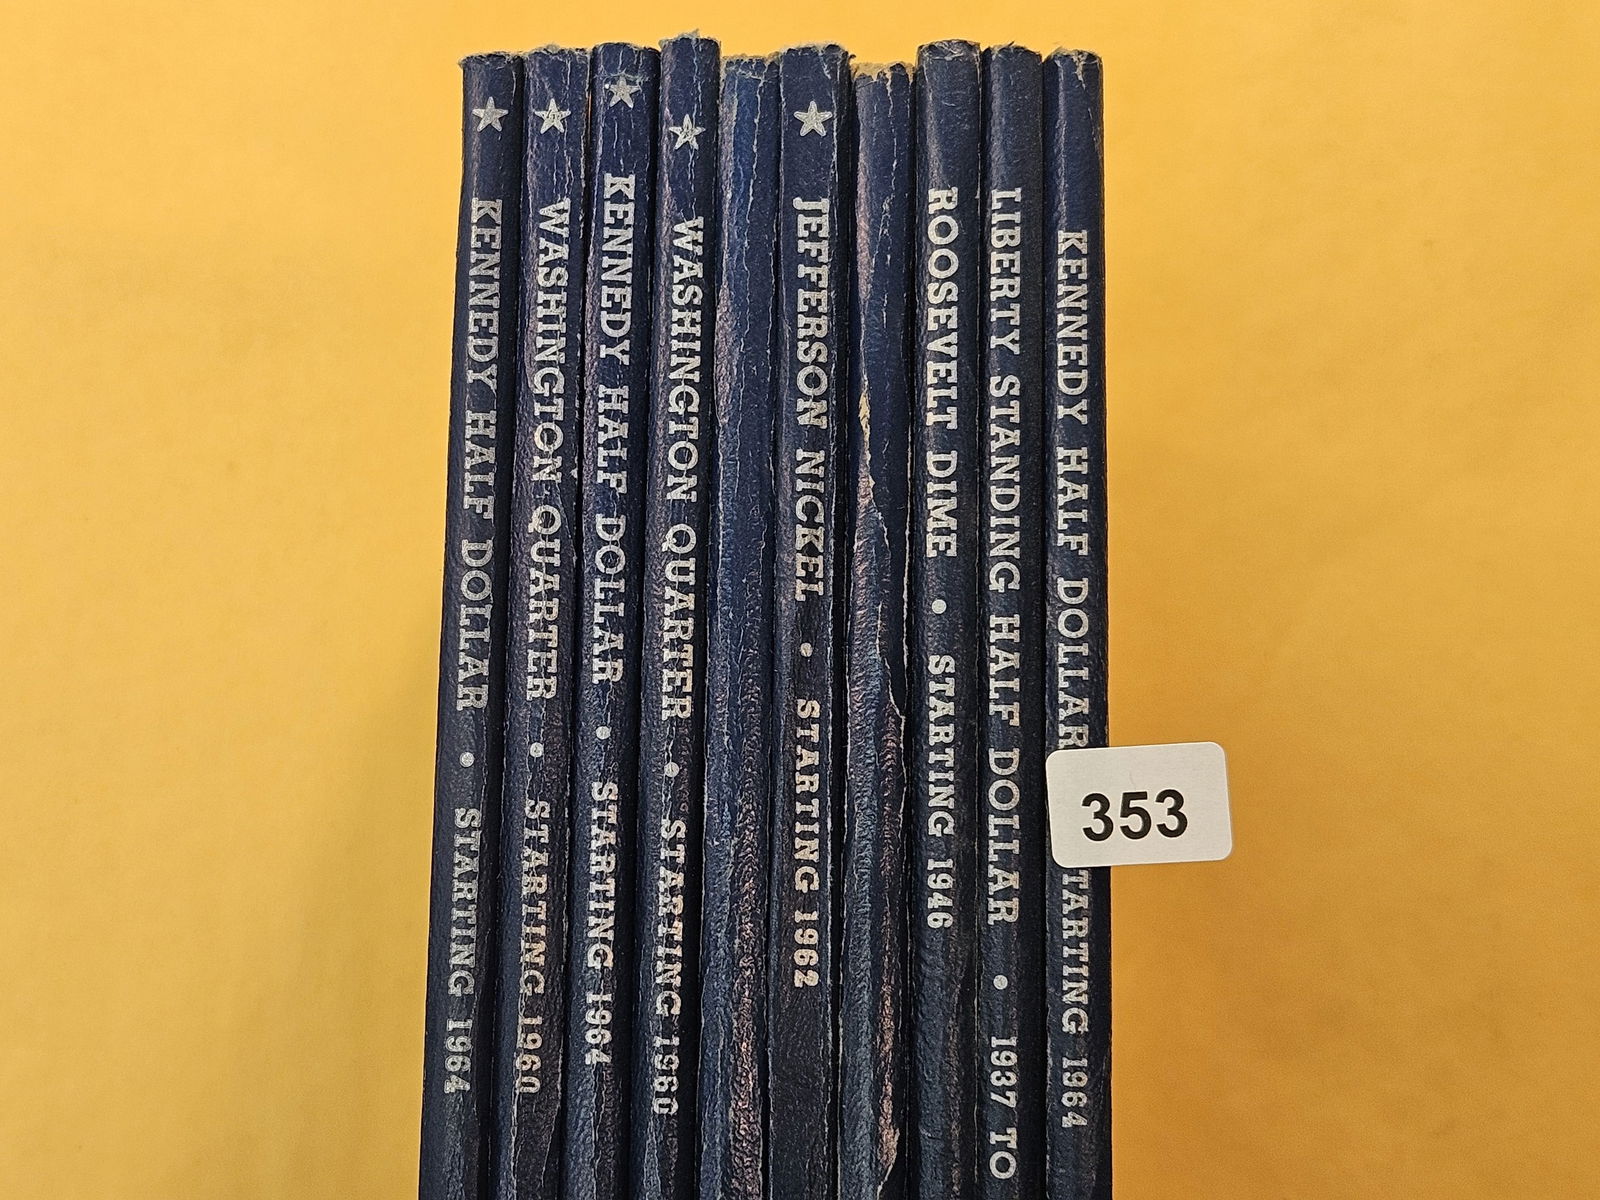 KENNEDY HALF DOLLAR • STARTING 1964
WASHINGTON QUARTER • STARTING 1960
KENNEDY HALF DOLLAR • STARTING 1964
WASHINGTON QUARTER • STARTING 1960
JEFFERSON NICKEL • STARTING 1962
ROOSEVELT DIME • STARTING 1946
LIBERTY STANDING HALF DOLLAR • 1937 TO
KENNEDY HALF DOLLAR TARTING 1964
353